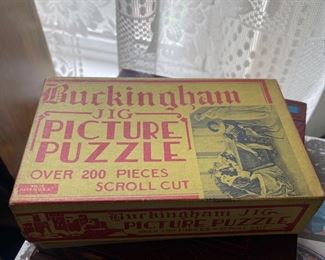 Buckingham
JIG
PICTURE
PUZZLE
OVER 200 PIECES
SCROLL CUT
Buckingham JIG
PICTURE PUZZLE